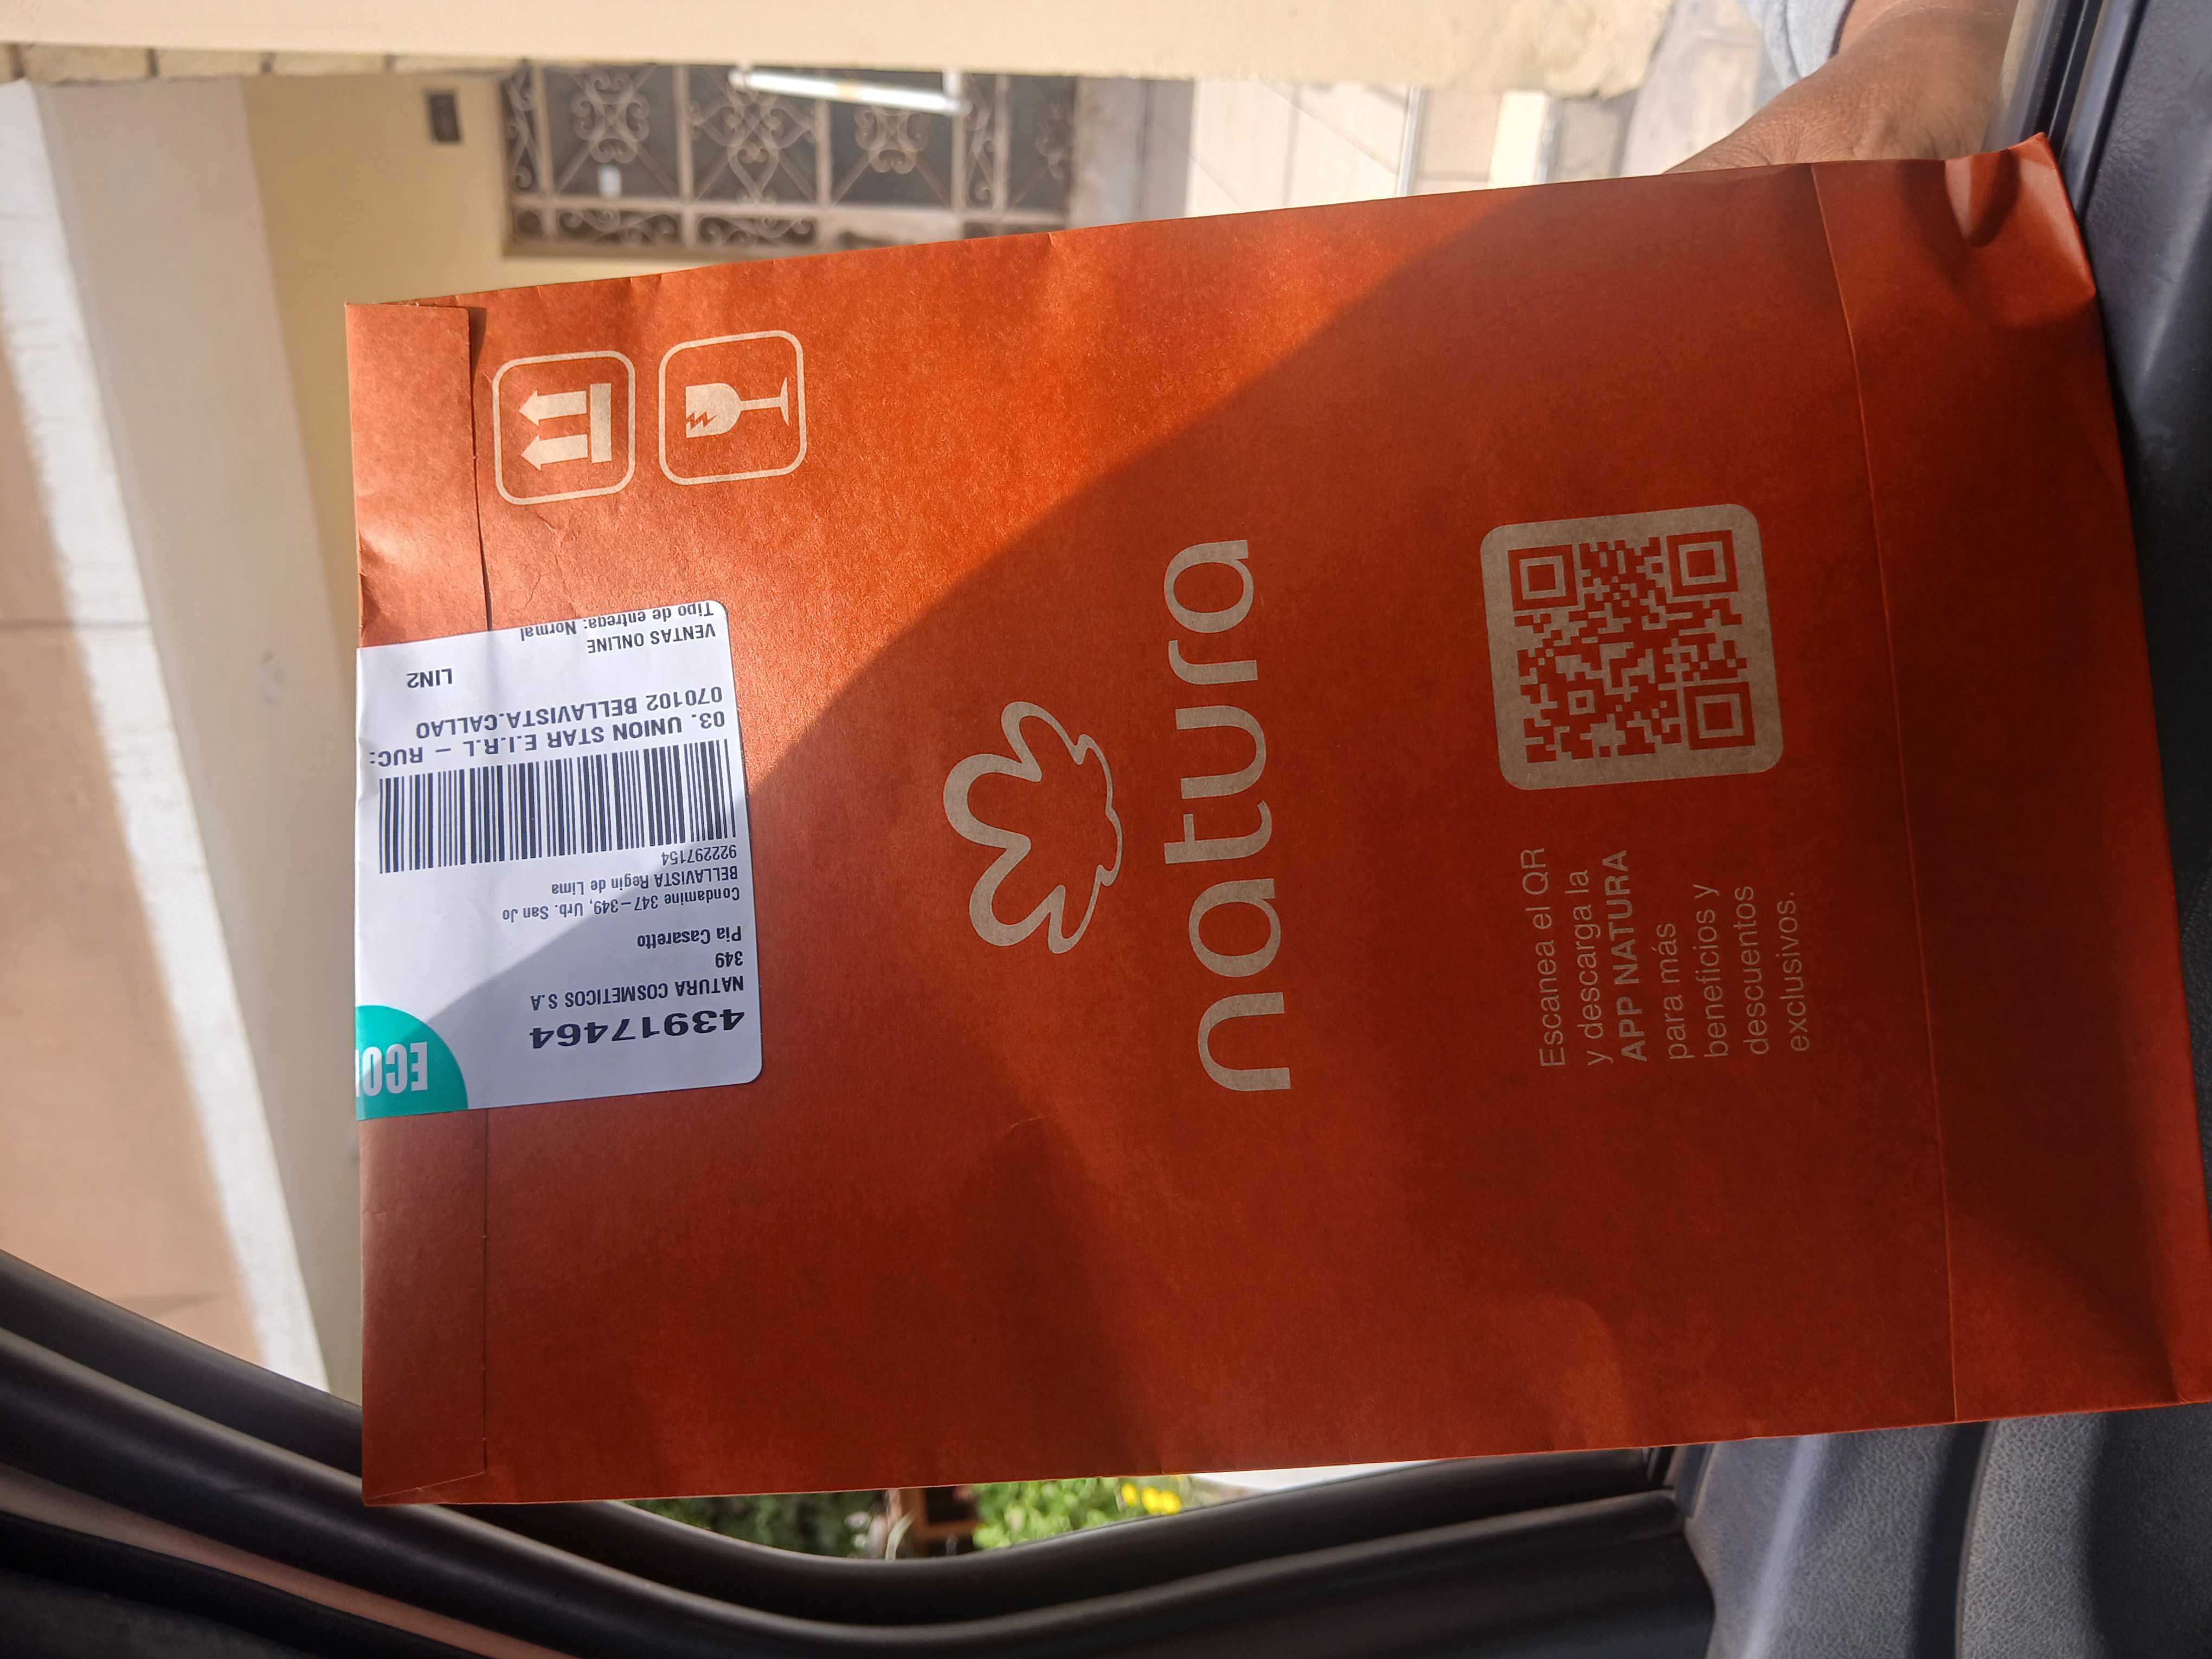 ECO
43917464
NATURA COSMETICOS S.A
349
Pia Casaretto
Condamine 347-349, Urb. San Jo
BELLAVISTA Regin de Lima
922297154
03. UNION STAR E.I.R.L - RUC:
070102 BELLAVISTA.CALLAO
LIN2
VENTAS ONLINE
Tipo de entrega: Normal
natura
Escanea el QR
y descarga la
APP NATURA
para más
beneficios y
descuentos
exclusivos.